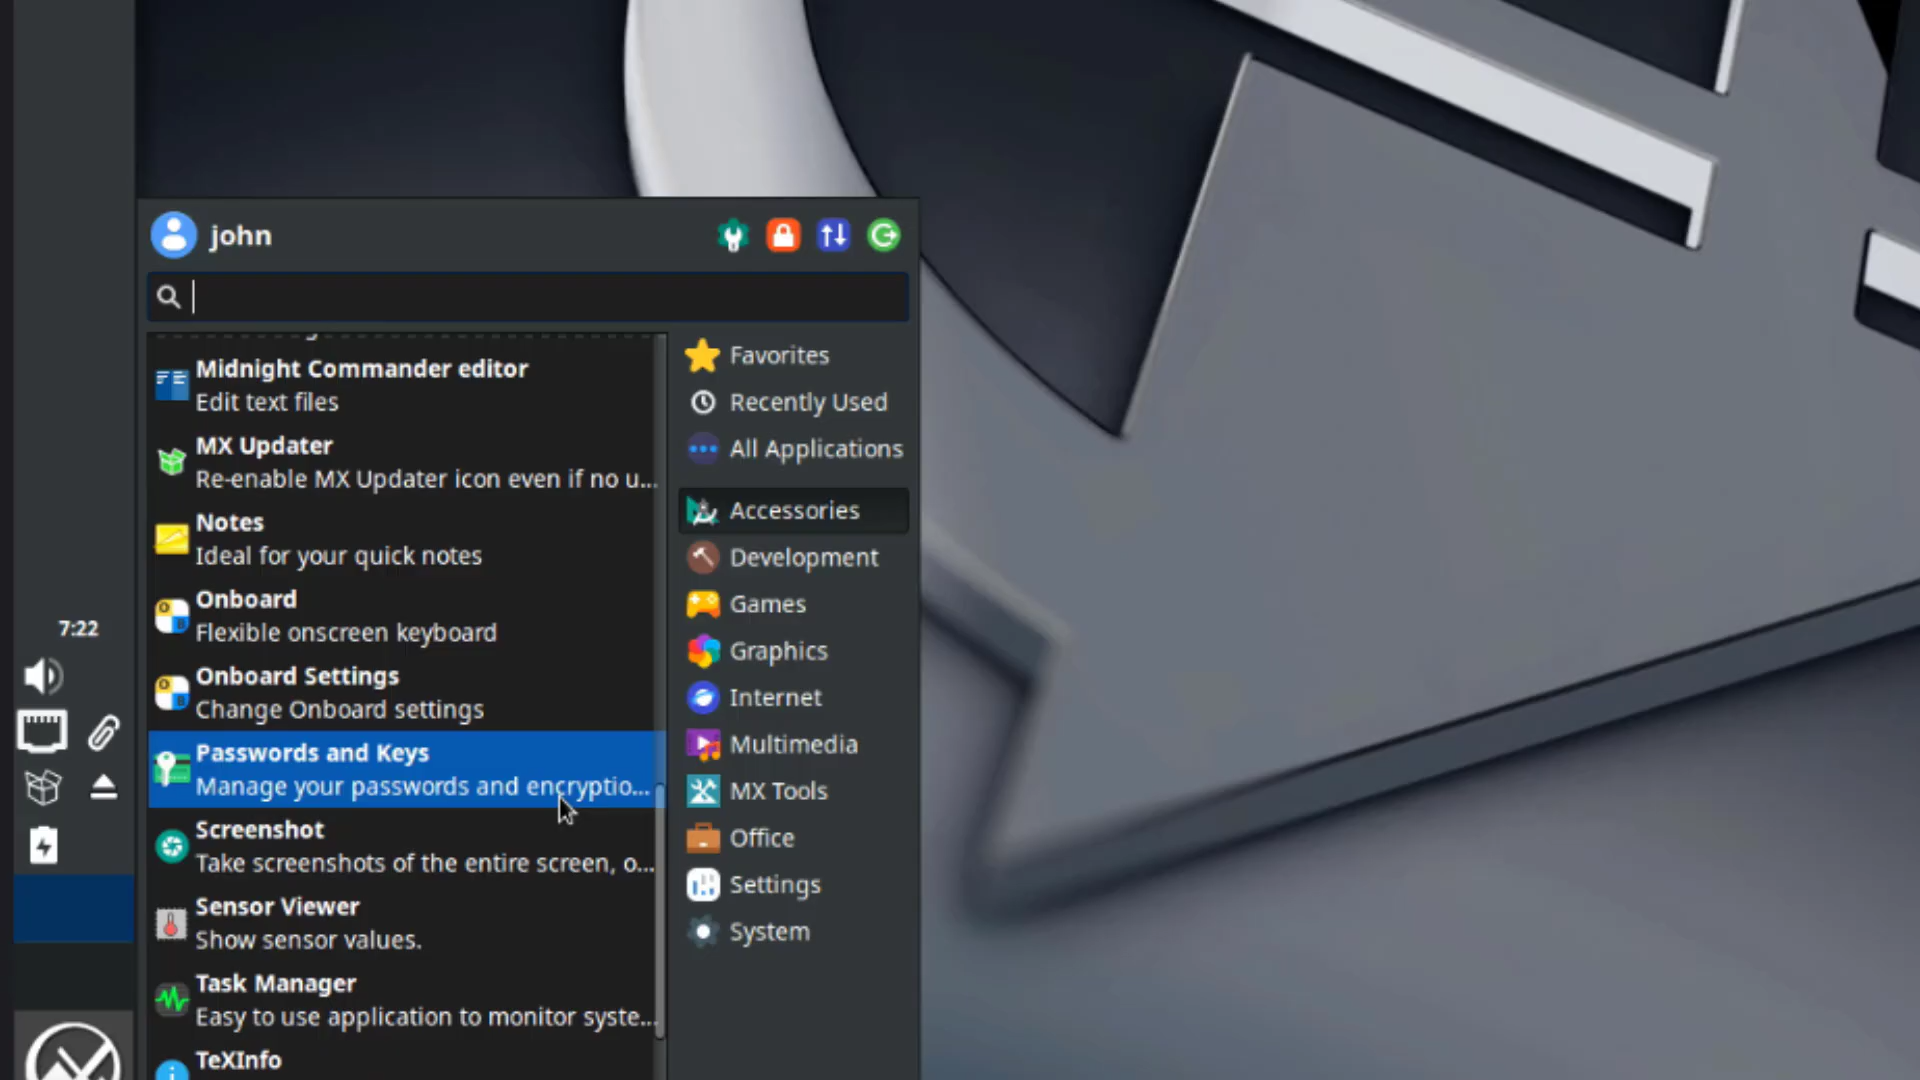 john
Midnight Commander editor
Edit text files
MX Updater
Re-enable MX Updater icon even if no u...
Notes
Ideal for your quick notes
Onboard
Flexible onscreen keyboard
Onboard Settings
Change Onboard settings
Passwords and Keys
Manage your passwords and encryptio...
Screenshot
Take screenshots of the entire screen, o...
Sensor Viewer
Show sensor values.
Task Manager
Easy to use application to monitor syste...
TeXInfo
Favorites
Recently Used
All Applications
Accessories
Development
Games
Graphics
Internet
Multimedia
MX Tools
Office
Settings
System
7:22